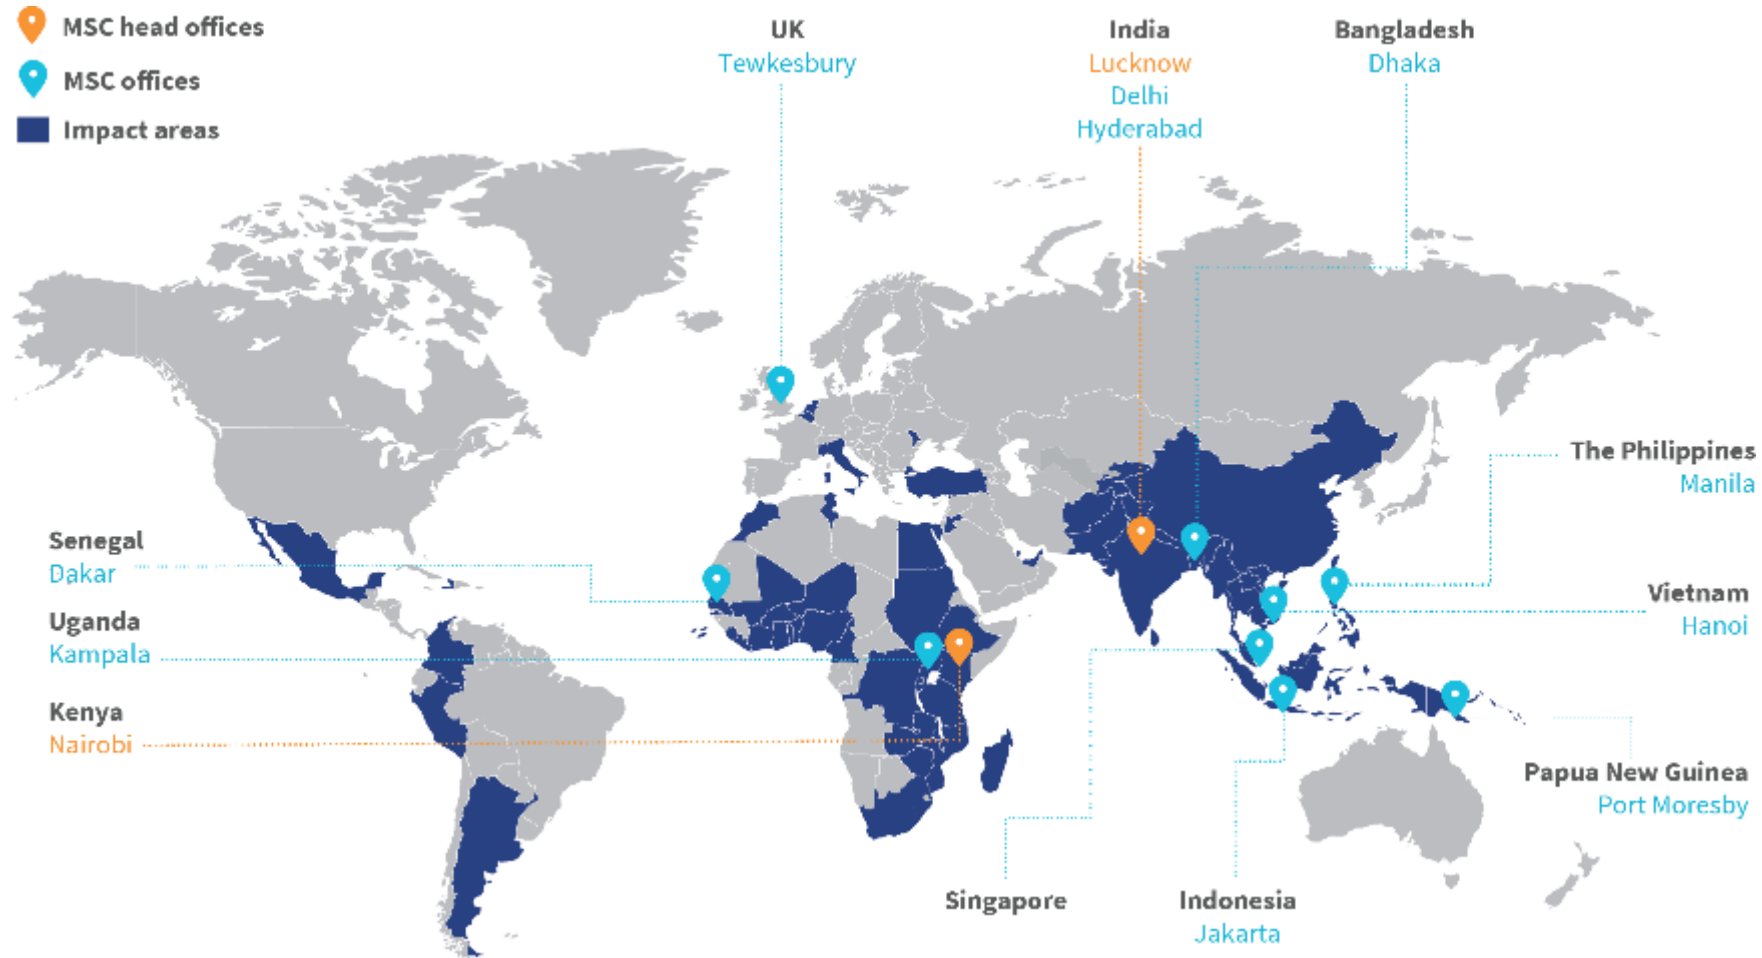 MSC head offices
MSC offices
Impact areas
UK
Tewkesbury
India
Lucknow
Delhi
Hyderabad
Bangladesh
Dhaka
The Philippines
Manila
Vietnam
Hanoi
Papua New Guinea
Port Moresby
Senegal
Dakar
Uganda
Kampala
Kenya
Nairobi
Singapore
Indonesia
Jakarta